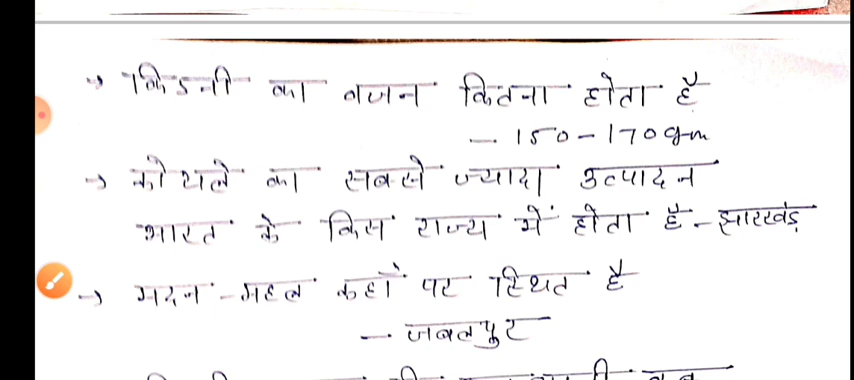 → किडनी का वजन कितना होता है
- 150-170 gm
→ कोयले का सबसे ज्यादा उत्पादन
भारत के किस राज्य में होता है - झारखंड़
→ मदन-महल कहाँ पर स्थित है
- जबलपुर